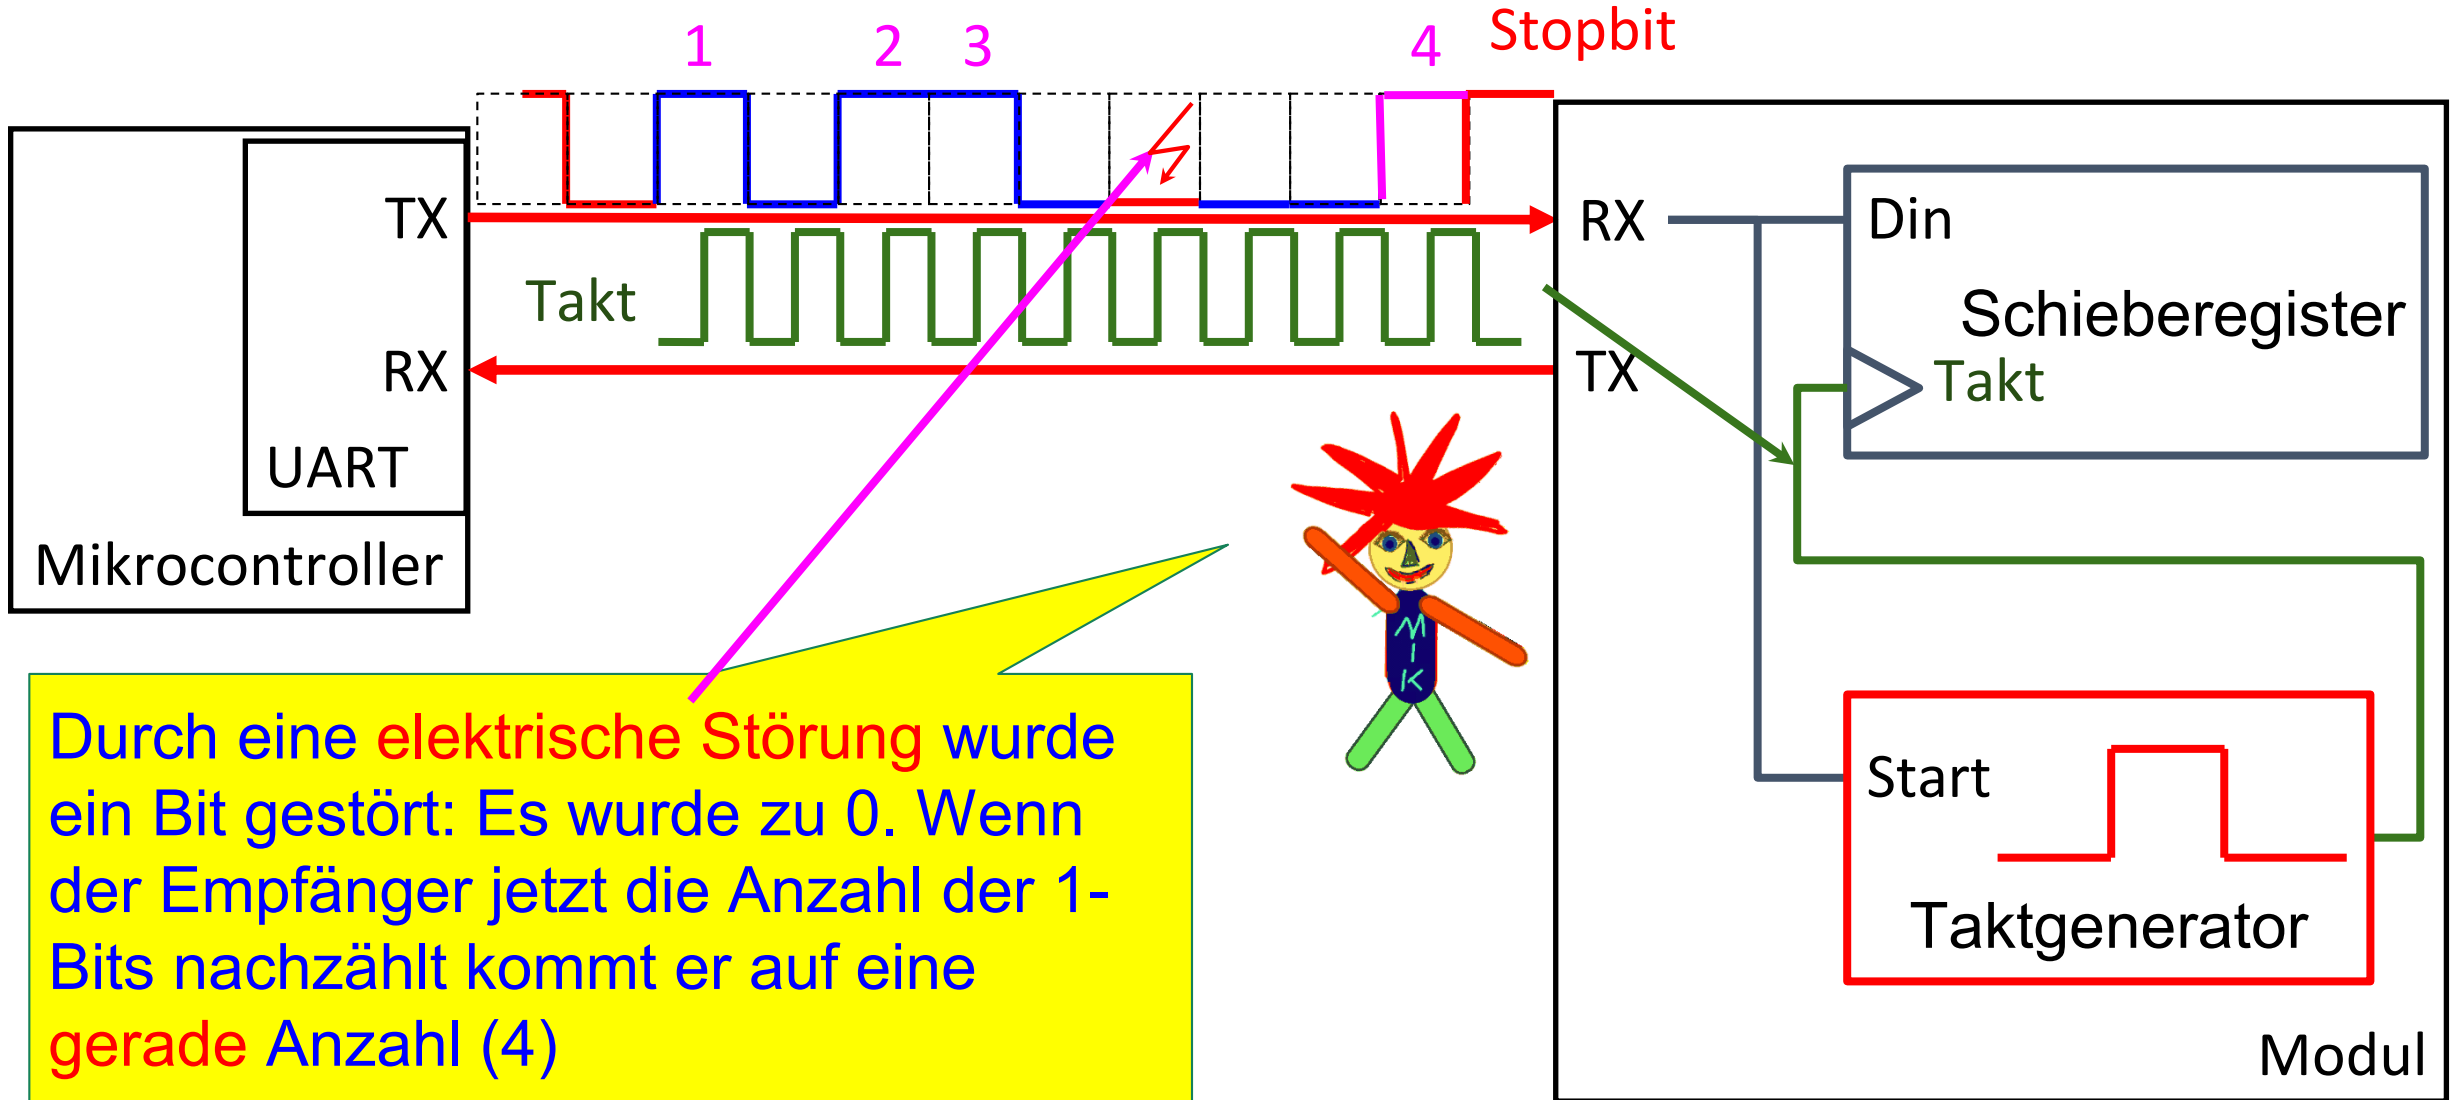 1 2 3 4 Stopbit
TX
RX
UART
Mikrocontroller
Takt
RX
TX
Din
Schieberegister
Takt
Start
Taktgenerator
Modul
MIK
Durch eine elektrische Störung wurde
ein Bit gestört: Es wurde zu 0. Wenn
der Empfänger jetzt die Anzahl der 1-
Bits nachzählt kommt er auf eine
gerade Anzahl (4)